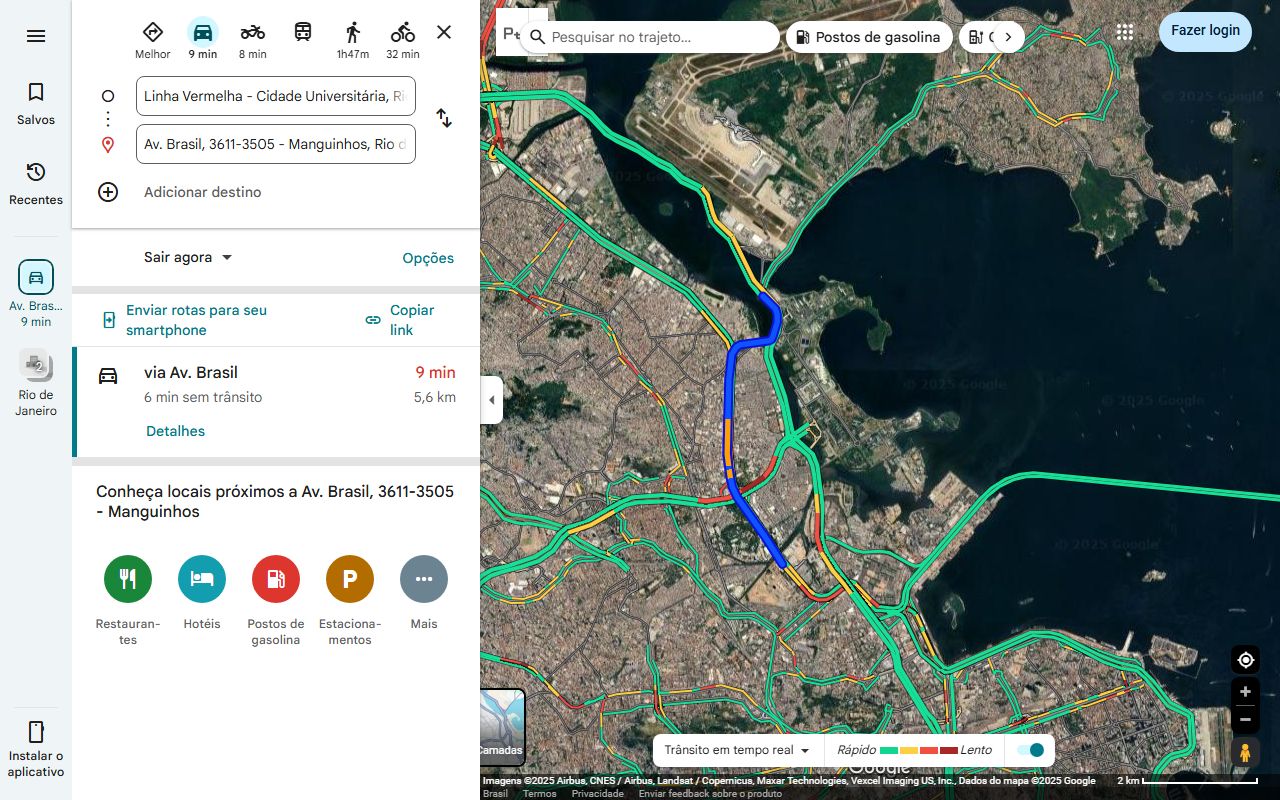 Melhor
9 min
8 min
1h47m
32 min
Salvos
Recentes
Av. Bras...
9 min
2
Rio de
Janeiro
Instalar o
aplicativo
Linha Vermelha - Cidade Universitária, Ri
Av. Brasil, 3611-3505 - Manguinhos, Rio d
Adicionar destino
Sair agora
Opções
Enviar rotas para seu
smartphone
Copiar
link
via Av. Brasil
9 min
6 min sem trânsito
5,6 km
Detalhes
Conheça locais próximos a Av. Brasil, 3611-3505
- Manguinhos
P
Restauran-
tes
Hotéis
Postos de
gasolina
Estaciona-
mentos
Mais
Pesquisar no trajeto...
Postos de gasolina
Fazer login
© 2025 Google
© 2025 Google
© 2025 Google
© 2025 Google
Camadas
Trânsito em tempo real
Rápido
Lento
Google
Imagens ©2025 Airbus, CNES / Airbus, Landsat / Copernicus, Maxar Technologies, Vexcel Imaging US, Inc., Dados do mapa ©2025 Google
2 km
Brasil
Termos
Privacidade
Enviar feedback sobre o produto